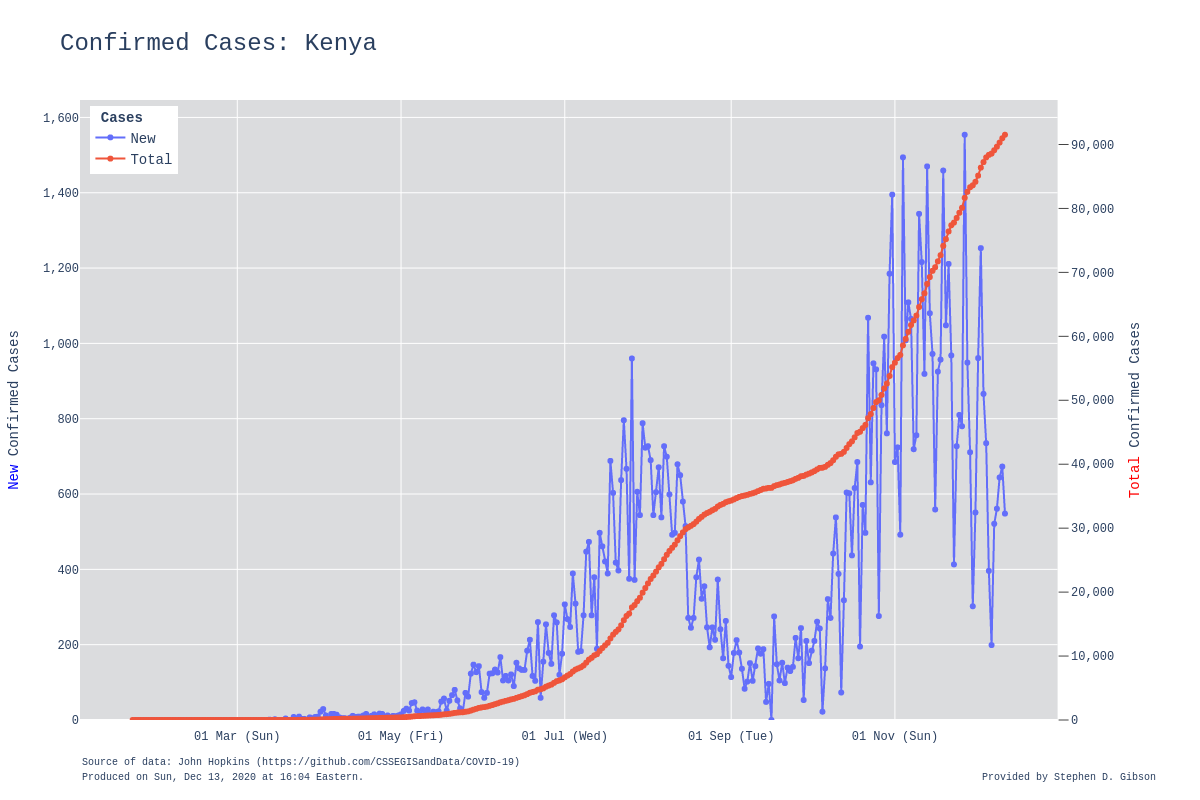 Confirmed Cases: Kenya
Cases
New
Total
1,600
1,400
1,200
1,000
800
600
400
200
0
New Confirmed Cases
90,000
80,000
70,000
60,000
50,000
40,000
30,000
20,000
10,000
0
Total Confirmed Cases
01 Mar (Sun)
01 May (Fri)
01 Jul (Wed)
01 Sep (Tue)
01 Nov (Sun)
Source of data: John Hopkins (https://github.com/CSSEGISandData/COVID-19)
Produced on Sun, Dec 13, 2020 at 16:04 Eastern.
Provided by Stephen D. Gibson